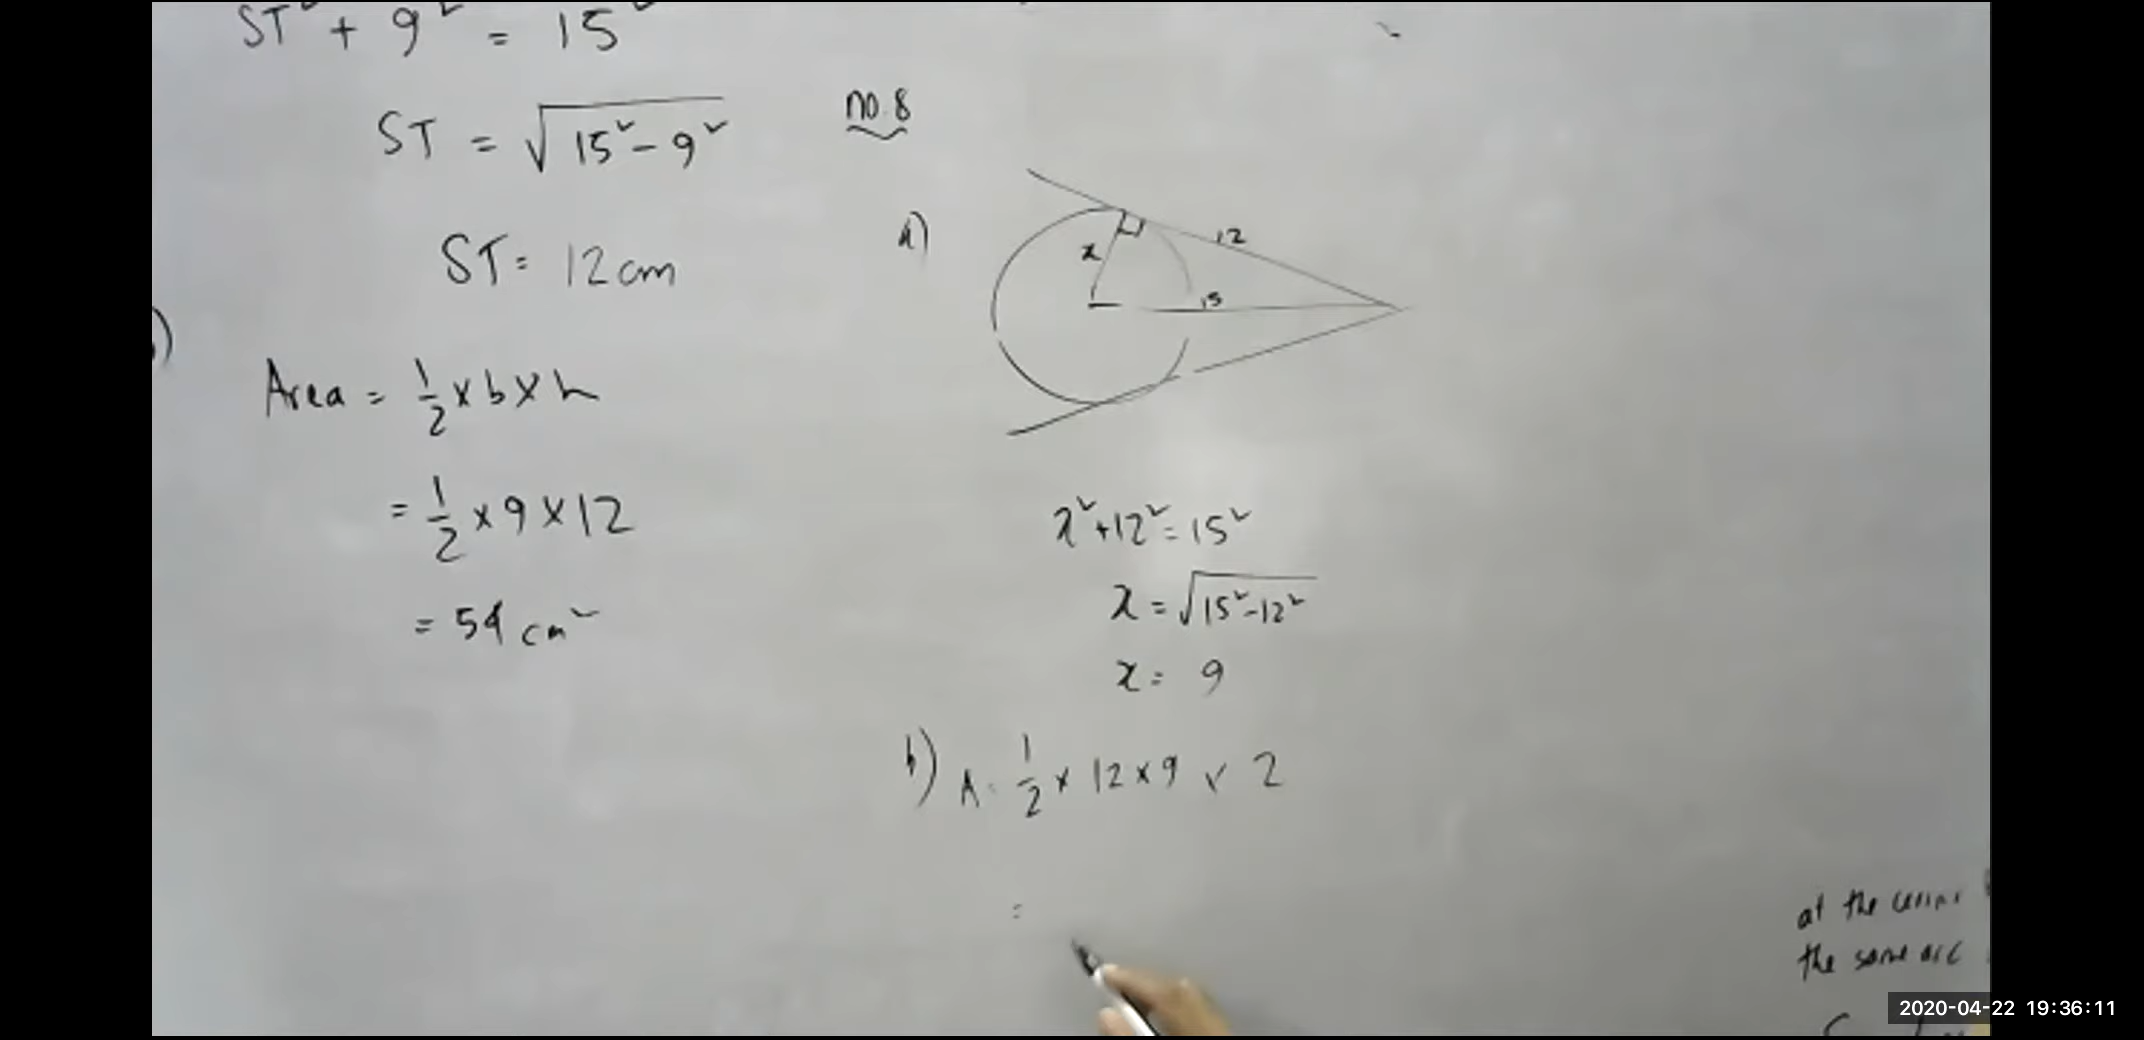 ST² + 9² = 15²
ST = √15² - 9²
ST = 12 cm
Area = 1/2 × b × h
= 1/2 × 9 × 12
= 54 cm²
no. 8
a)
x
12
15
x² + 12² = 15²
x = √15² - 12²
x = 9
b) A = 1/2 × 12 × 9 × 2
=
at the
the same arc
2020-04-22 19:36:11